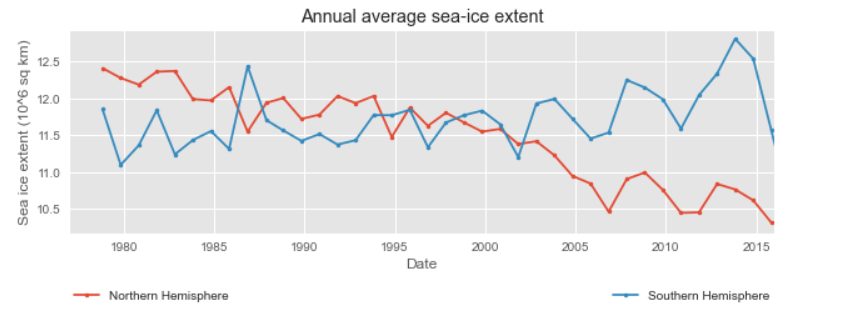 Annual average sea-ice extent
Sea ice extent (10^6 sq km)
12.5
12.0
11.5
11.0
10.5
1980 1985 1990 1995 2000 2005 2010 2015
Date
Northern Hemisphere Southern Hemisphere